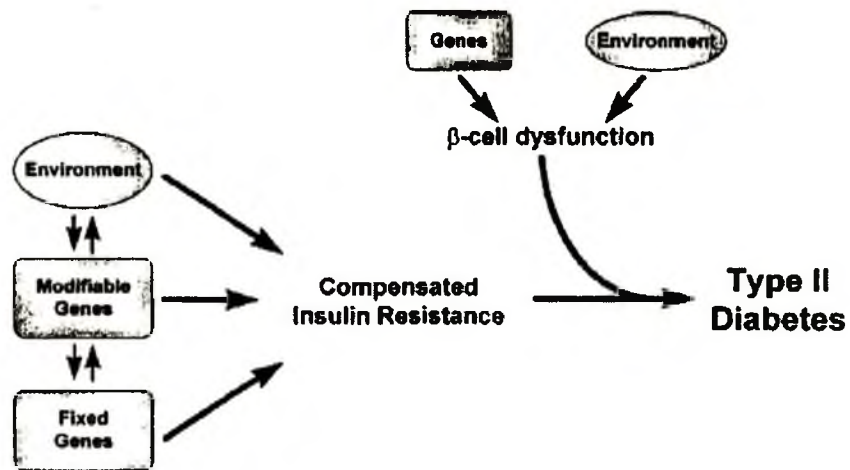 Genes
Environment
β-cell dysfunction
Environment
Modifiable
Genes
Fixed
Genes
Compensated
Insulin Resistance
Type II
Diabetes